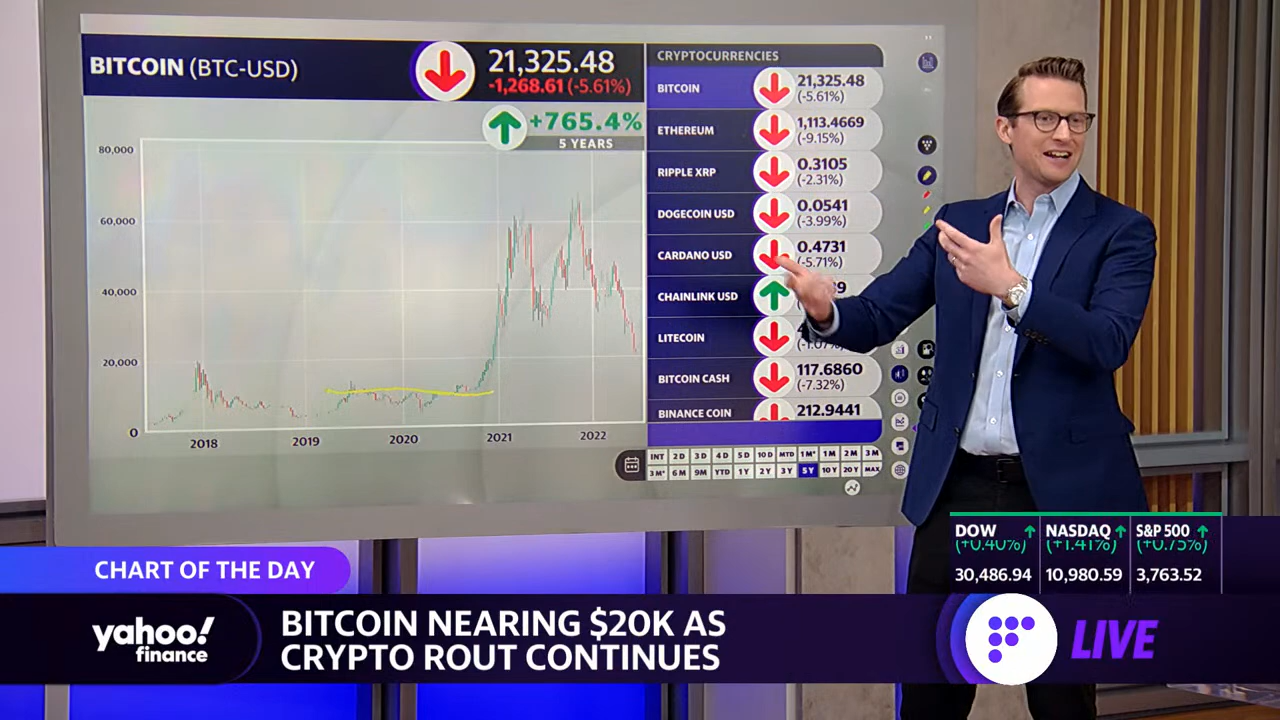 BITCOIN (BTC-USD)
21,325.48
-1,268.61 (-5.61%)
+765.4%
5 YEARS
80,000
60,000
40,000
20,000
0
2018 2019 2020 2021 2022
CRYPTOCURRENCIES
BITCOIN 21,325.48
(-5.61%)
ETHEREUM 1,113.4669
(-9.15%)
RIPPLE XRP 0.3105
(-2.31%)
DOGECOIN USD 0.0541
(-3.99%)
CARDANO USD 0.4731
(-5.71%)
CHAINLINK USD
LITECOIN
BITCOIN CASH 117.6860
(-7.32%)
BINANCE COIN 212.9441
INT 2D 3D 4D 5D 10D MTD 1M* 1M 2M 3M
3M* 6M 9M YTD 1Y 2Y 3Y 5Y 10Y 20Y MAX
DOW NASDAQ S&P 500
(+0.40%) (+1.41%) (+0.75%)
30,486.94 10,980.59 3,763.52
CHART OF THE DAY
yahoo!
finance
BITCOIN NEARING $20K AS
CRYPTO ROUT CONTINUES
LIVE